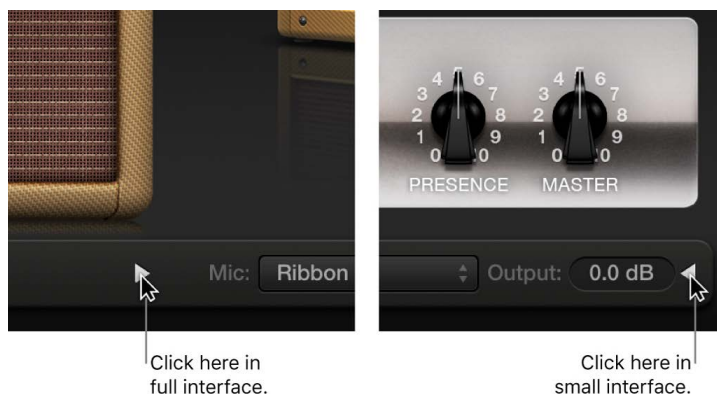 4 5 6
3 7
2 8
1 9
0 10
PRESENCE
4 5 6
3 7
2 8
1 9
0 10
MASTER
Mic: Ribbon
Output: 0.0 dB
Click here in
full interface.
Click here in
small interface.